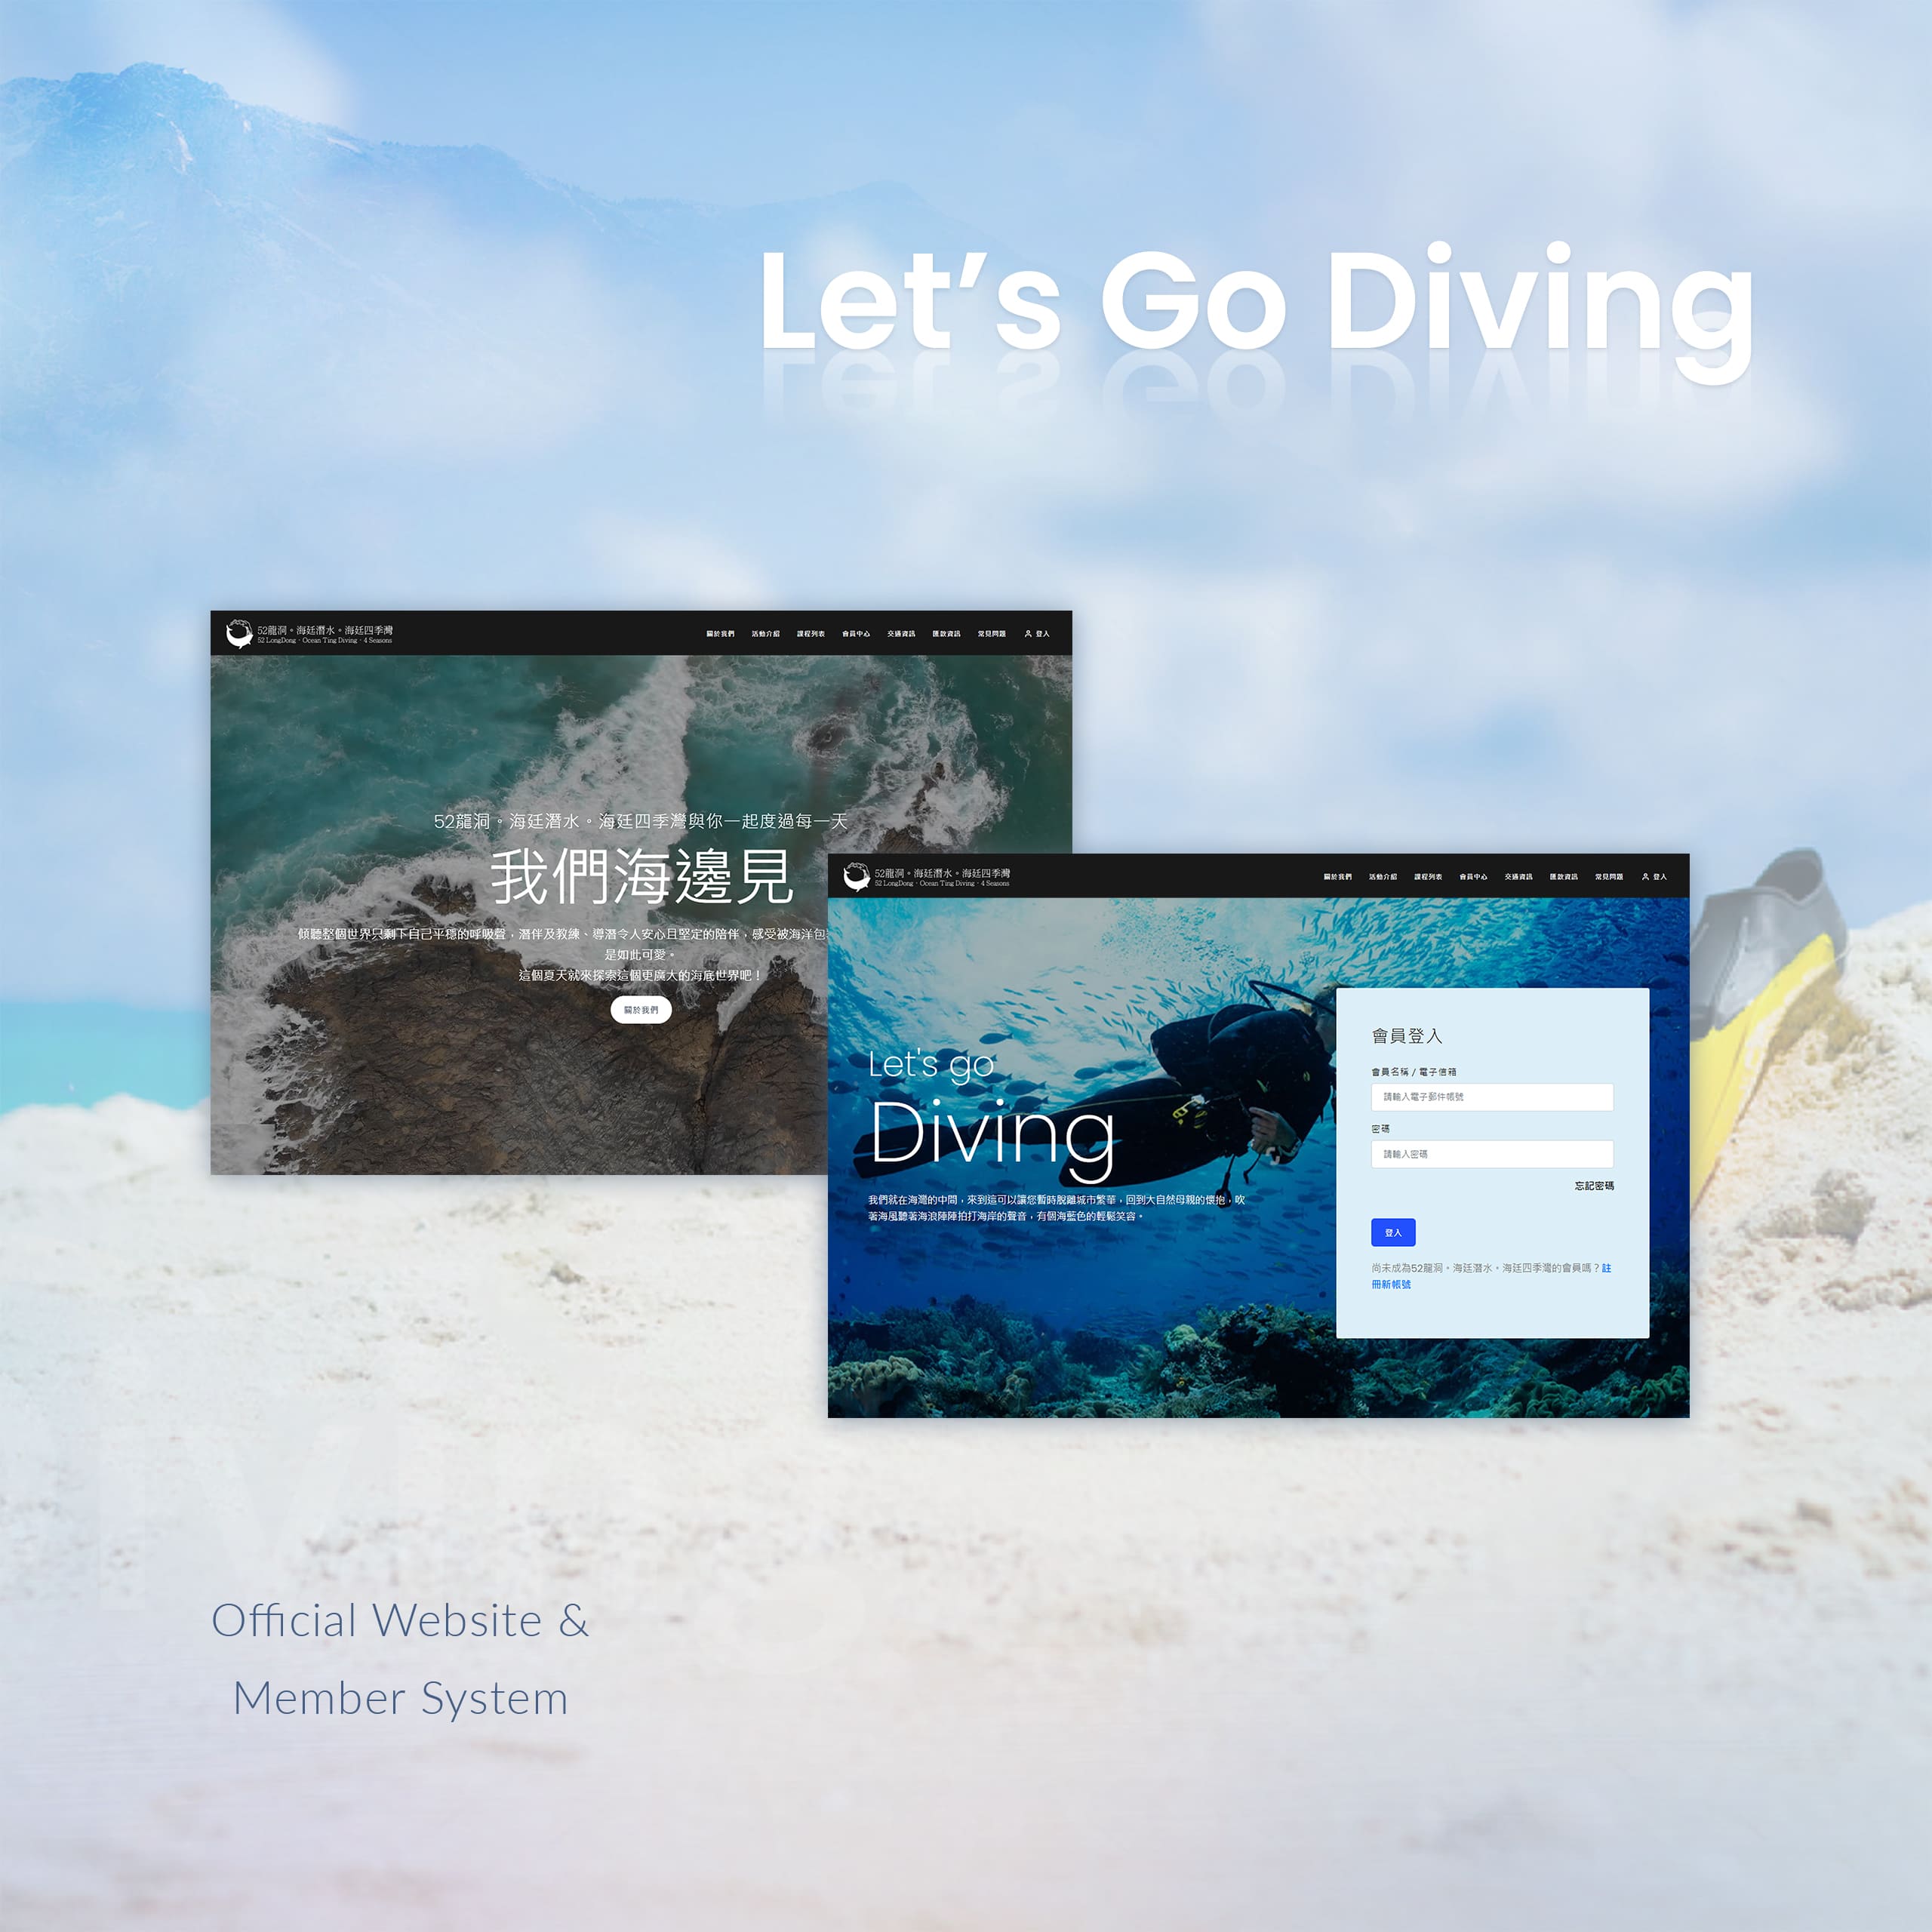 Let's Go Diving
52龍洞。海廷潛水。海廷四季灣
52 LongDong · Ocean Ting Diving · 4 Seasons
關於我們 活動介紹 課程列表 會員中心 交通資訊 匯款資訊 常見問題 登入
52龍洞。海廷潛水。海廷四季灣與你一起度過每一天
我們海邊見
傾聽整個世界只剩下自己平穩的呼吸聲，潛伴及教練、導潛令人安心且堅定的陪伴，感受被海洋包
是如此可愛。
這個夏天就來探索這個更廣大的海底世界吧！
關於我們
52龍洞。海廷潛水。海廷四季灣
52 LongDong · Ocean Ting Diving · 4 Seasons
關於我們 活動介紹 課程列表 會員中心 交通資訊 匯款資訊 常見問題 登入
Let's go
Diving
我們就在海灣的中間，來到這可以讓您暫時脫離城市繁華，回到大自然母親的懷抱，吹
著海風聽著海浪陣陣拍打海岸的聲音，有個海藍色的輕鬆笑容。
會員登入
會員名稱 / 電子信箱
請輸入電子郵件帳號
密碼
請輸入密碼
忘記密碼
登入
尚未成為52龍洞。海廷潛水。海廷四季灣的會員嗎？註
冊新帳號
Official Website &
Member System